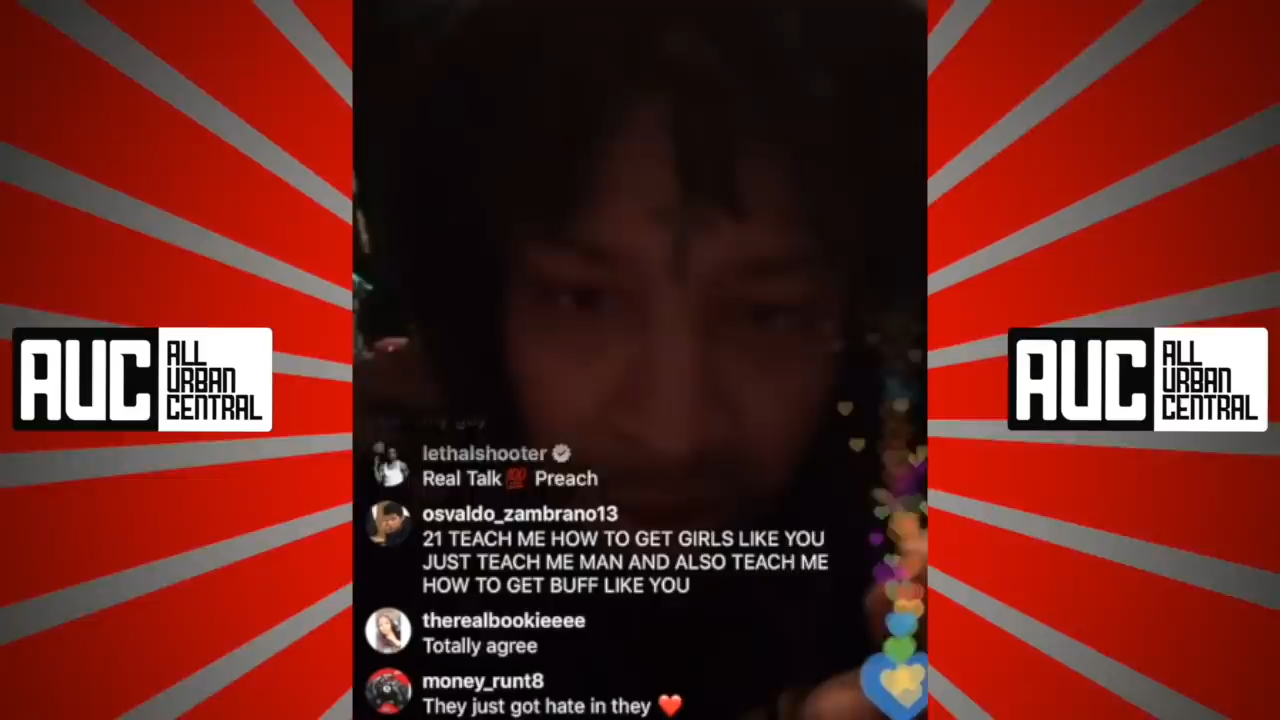 AUC
ALL
URBAN
CENTRAL
AUC
ALL
URBAN
CENTRAL
guy
lethalshooter
Real Talk💯 Preach
osvaldo_zambrano13
21 TEACH ME HOW TO GET GIRLS LIKE YOU
JUST TEACH ME MAN AND ALSO TEACH ME
HOW TO GET BUFF LIKE YOU
therealbookieeee
Totally agree
money_runt8
They just got hate in they ❤️